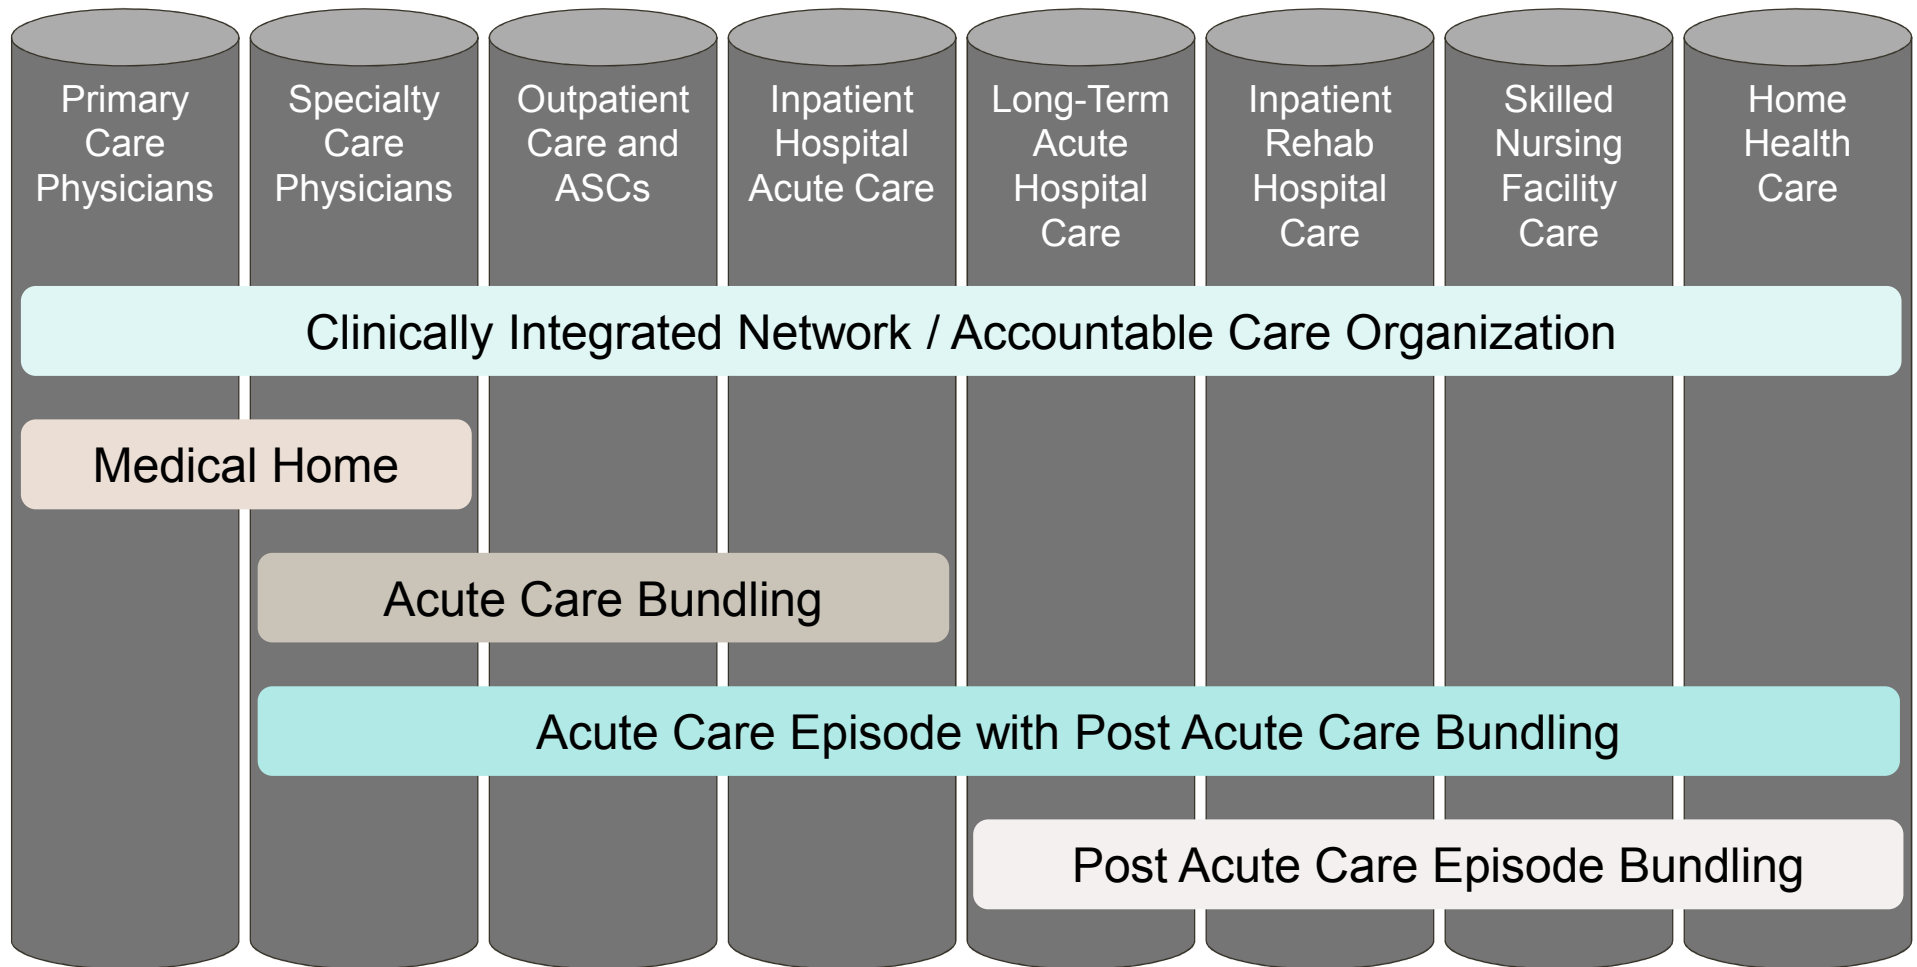 Primary
Care
Physicians
Specialty
Care
Physicians
Outpatient
Care and
ASCs
Inpatient
Hospital
Acute Care
Long-Term
Acute
Hospital
Care
Inpatient
Rehab
Hospital
Care
Skilled
Nursing
Facility
Care
Home
Health
Care
Clinically Integrated Network / Accountable Care Organization
Medical Home
Acute Care Bundling
Acute Care Episode with Post Acute Care Bundling
Post Acute Care Episode Bundling